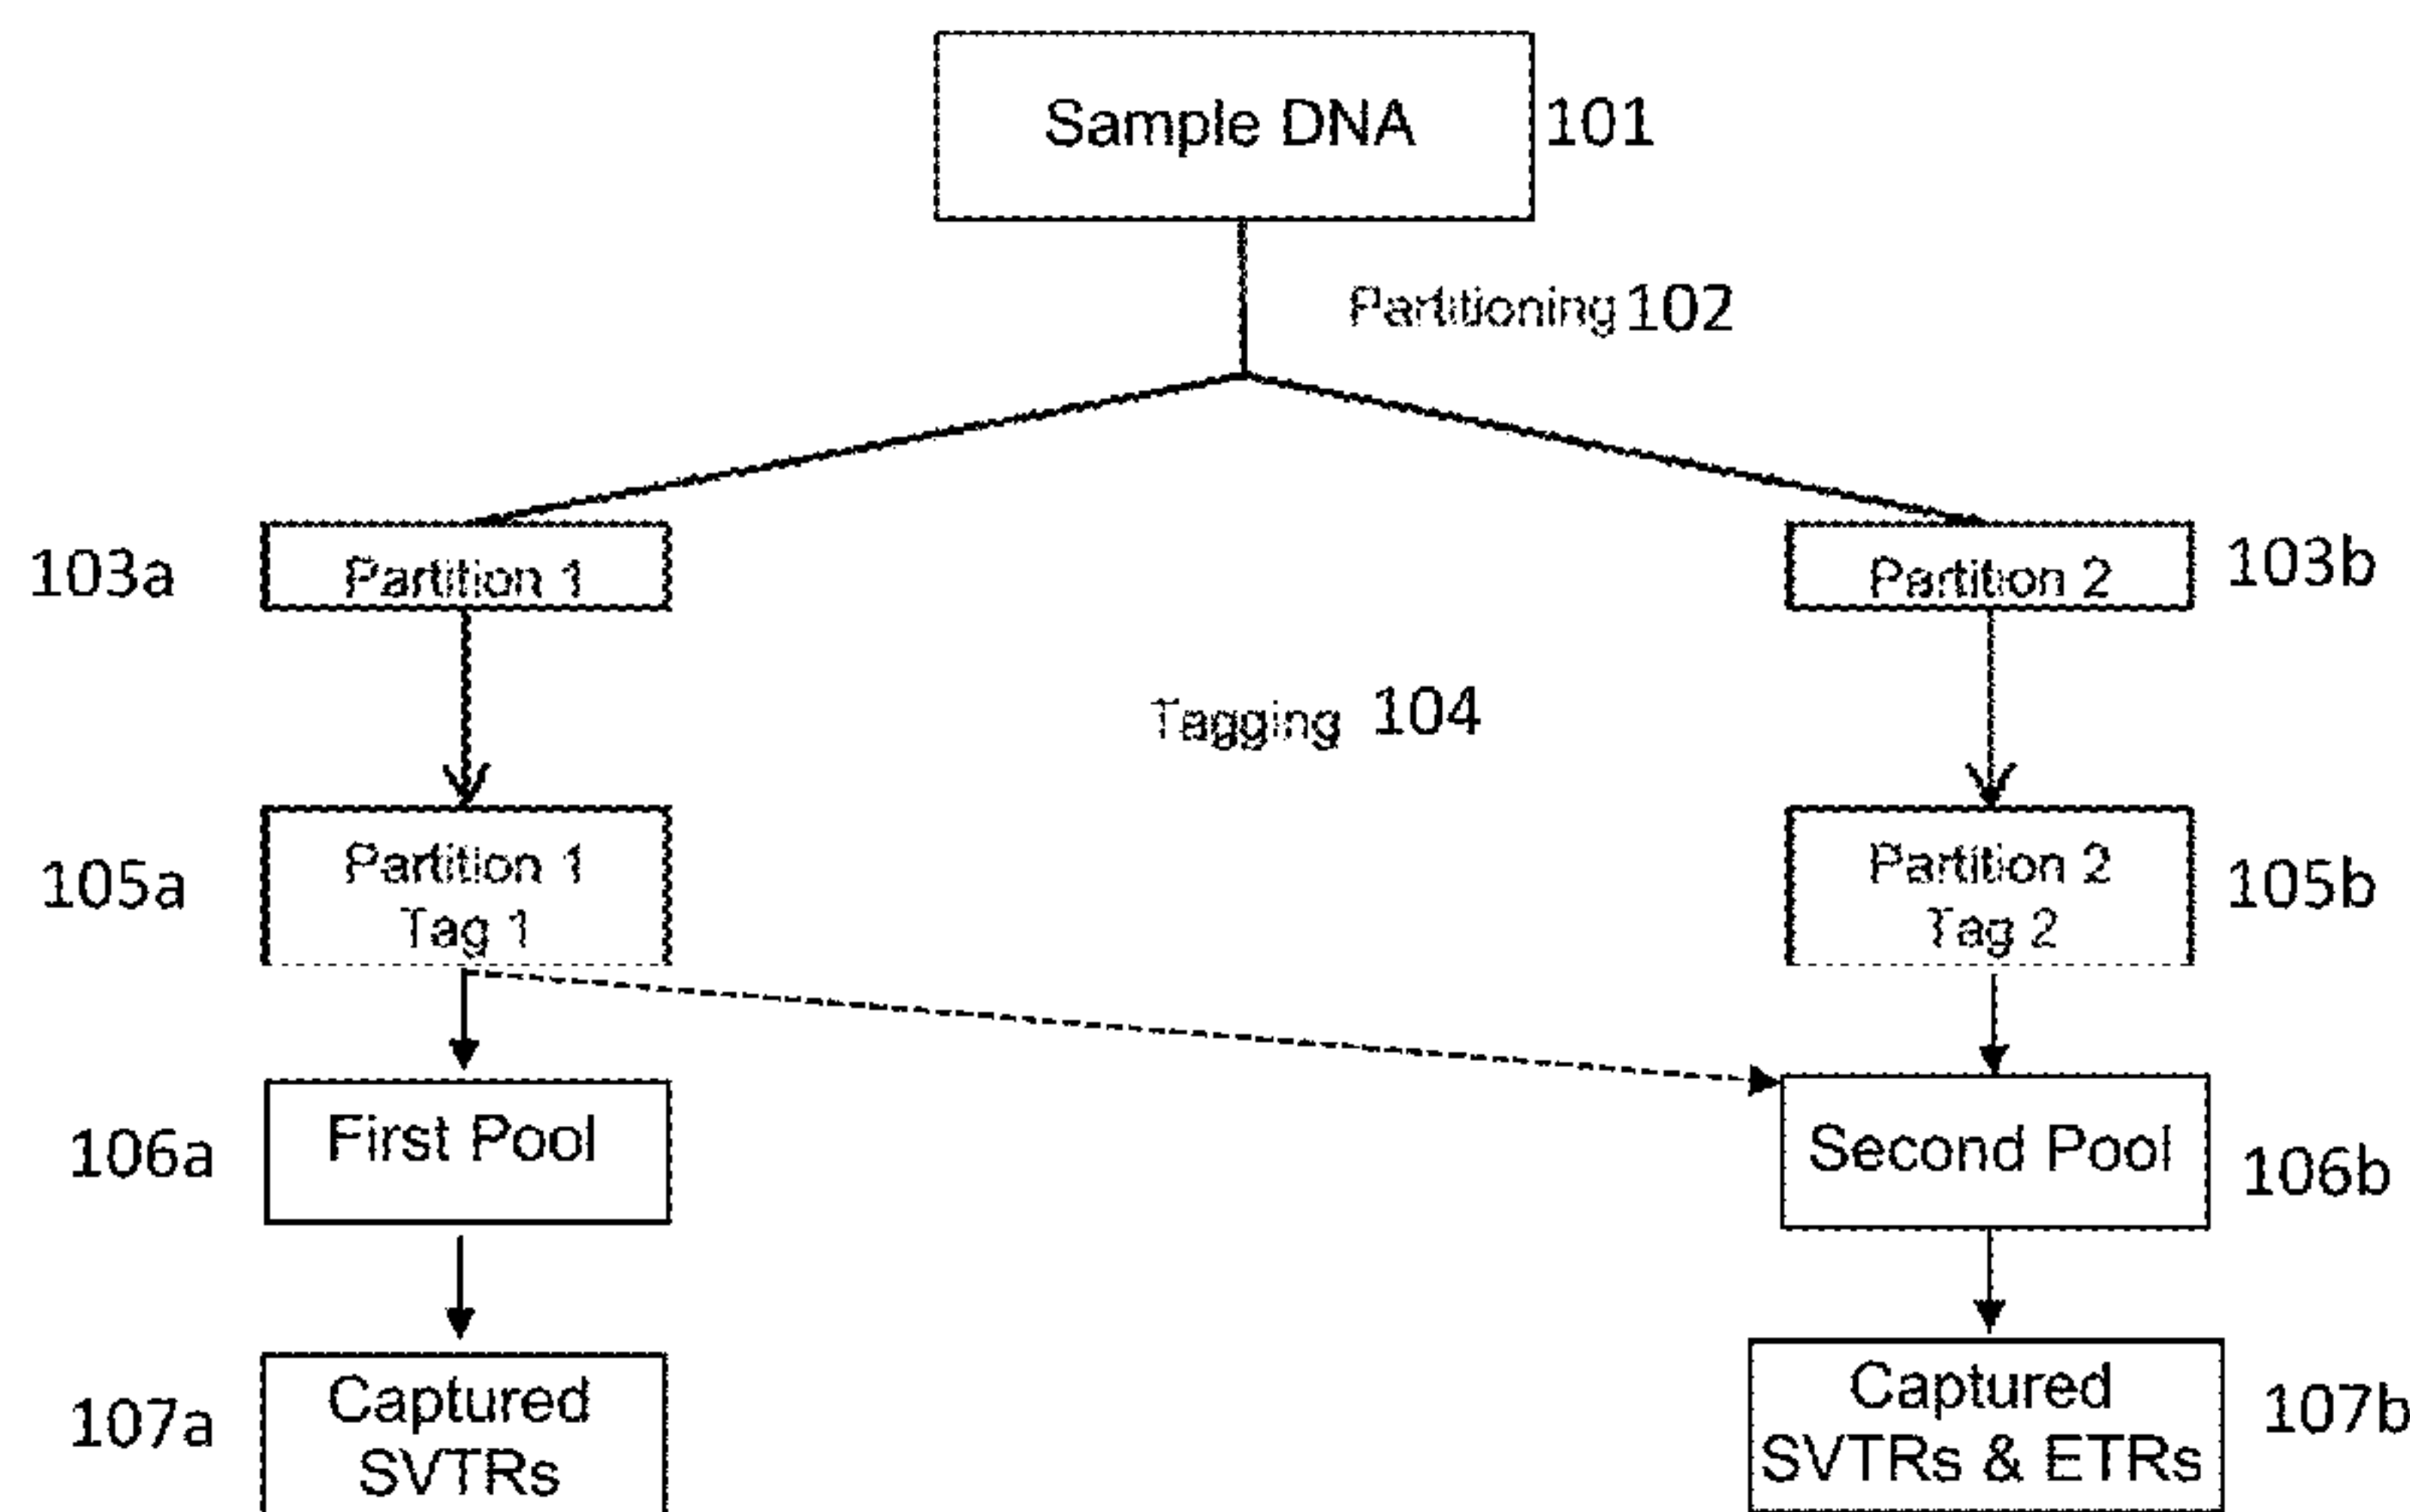 Sample DNA 101
Partitioning 102
103a Partition 1 Partition 2 103b
Tagging 104
105a Partition 1 Tag 1
Partition 2 Tag 2 105b
106a First Pool
Second Pool 106b
107a Captured SVTRs
Captured SVTRs & ETRs 107b